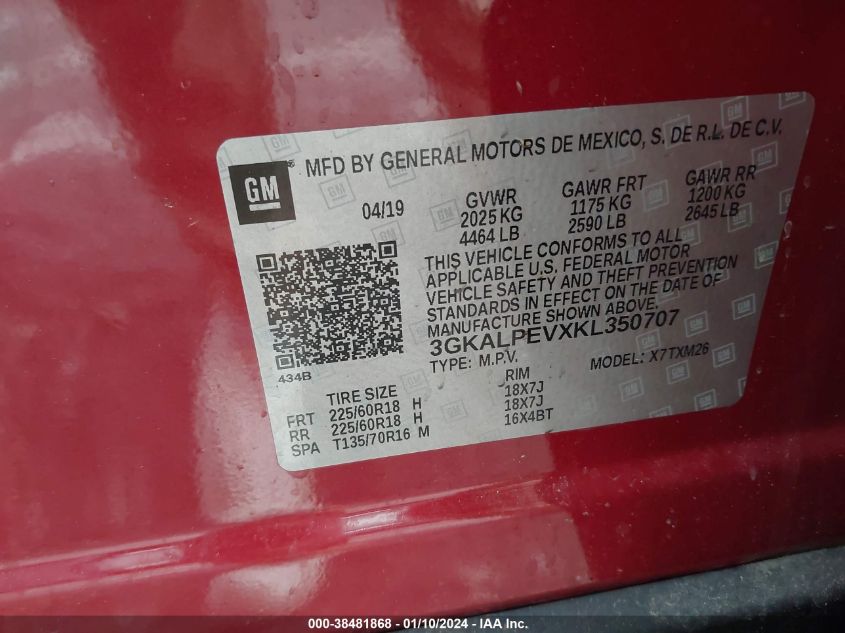 GM ® MFD BY GENERAL MOTORS DE MEXICO, S. DE R.L. DE C.V.
04/19 GVWR GAWR FRT GAWR RR
2025 KG 1175 KG 1200 KG
4464 LB 2590 LB 2645 LB
THIS VEHICLE CONFORMS TO ALL
APPLICABLE U.S. FEDERAL MOTOR
VEHICLE SAFETY AND THEFT PREVENTION
STANDARDS IN EFFECT ON THE DATE OF
MANUFACTURE SHOWN ABOVE.
3GKALPEVXKL350707
TYPE: M.P.V. MODEL: X7TXM26
434B
TIRE SIZE RIM
FRT 225/60R18 H 18X7J
RR 225/60R18 H 18X7J
SPA T135/70R16 M 16X4BT
000-38481868 - 01/10/2024 - IAA Inc.